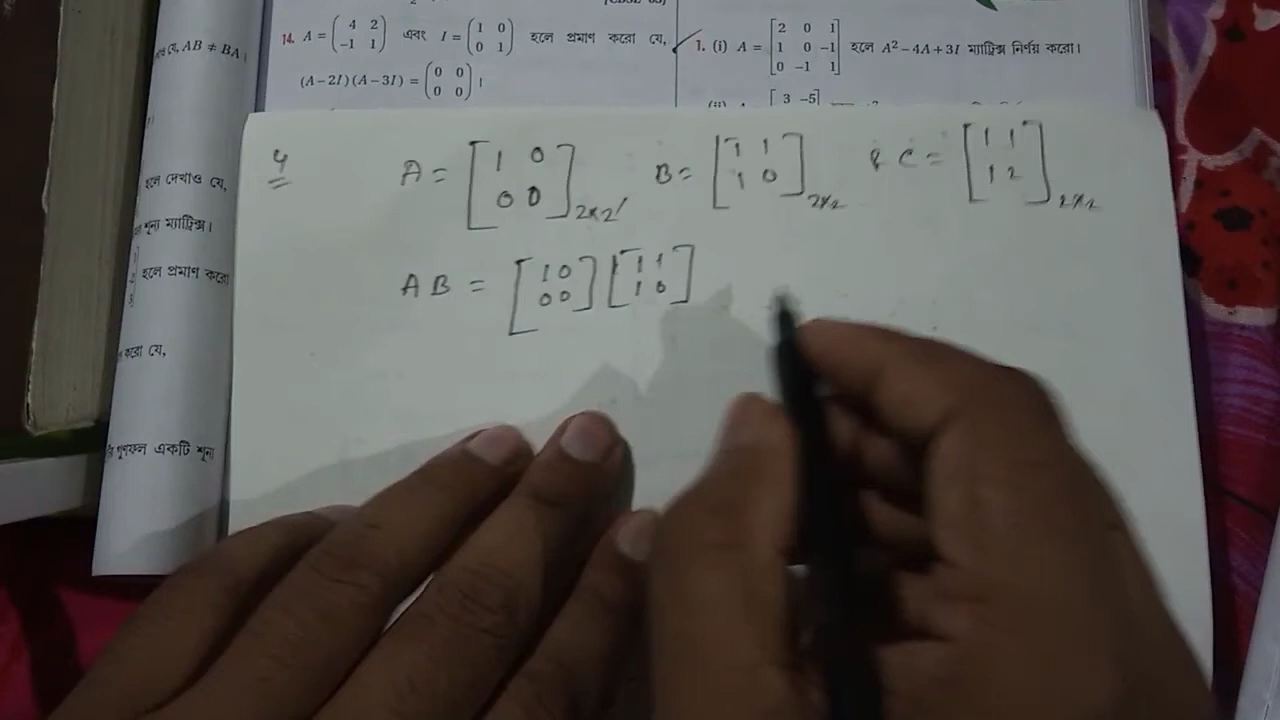 যে, AB ≠ BA।
14. A = (4 2 -1 1) এবং I = (1 0 0 1) হলে প্রমাণ করো যে,
(A−2I)(A−3I) = (0 0 0 0)।
1. (i) A = [2 0 1 1 0 -1 0 -1 1] হলে A² − 4A + 3I ম্যাট্রিক্স নির্ণয় করো।
[3 -5]
হলে দেখাও যে,
শূন্য ম্যাট্রিক্স।
হলে প্রমাণ করো
করো যে,
গুণফল একটি শূন্য
4
A = [1 0 0 0]2×2' B = [1 1 1 0]2×2 & C = [1 1 1 2]2×2
AB = [1 0 0 0] [1 1 1 0]